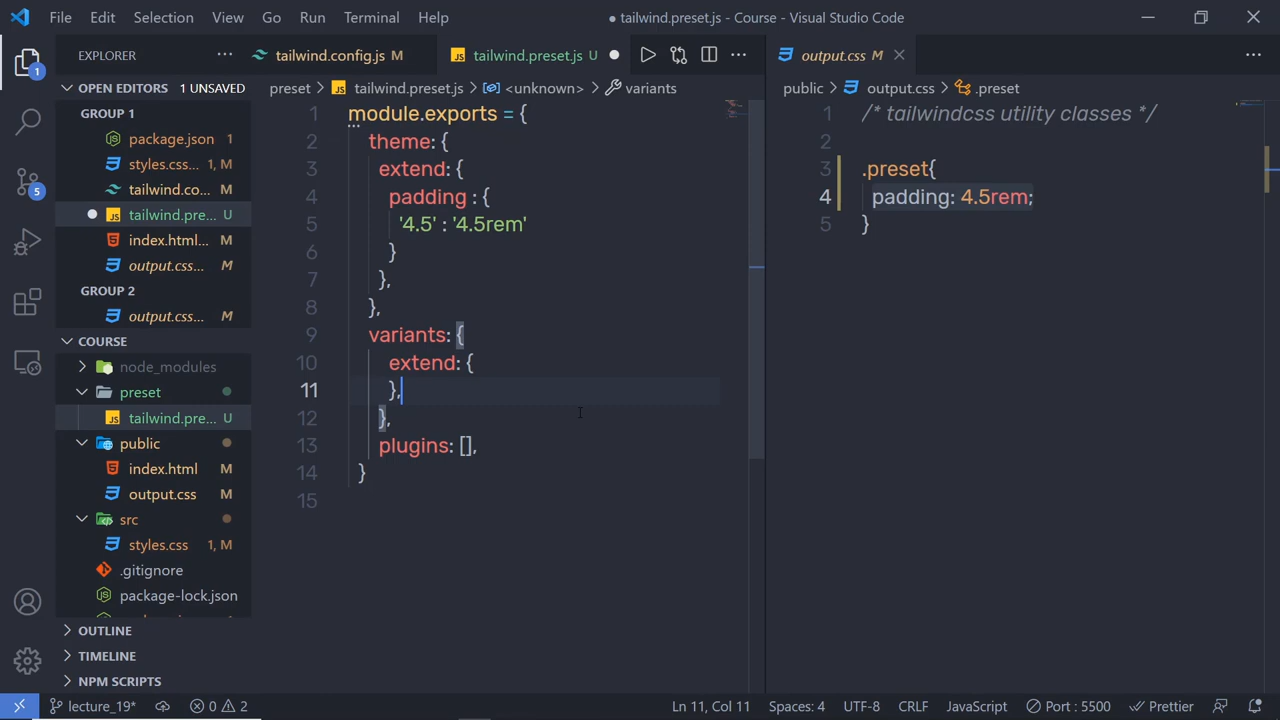 File Edit Selection View Go Run Terminal Help
● tailwind.preset.js - Course - Visual Studio Code
EXPLORER
OPEN EDITORS 1 UNSAVED
GROUP 1
package.json 1
styles.css... 1, M
tailwind.co... M
tailwind.pre... U
index.html... M
output.css... M
GROUP 2
output.css... M
COURSE
node_modules
preset
tailwind.pre... U
public
index.html M
output.css M
src
styles.css 1, M
.gitignore
package-lock.json
OUTLINE
TIMELINE
NPM SCRIPTS
1
5
tailwind.config.js M
tailwind.preset.js U
preset > tailwind.preset.js > <unknown> > variants
1 module.exports = {
2 theme: {
3 extend: {
4 padding : {
5 '4.5' : '4.5rem'
6 }
7 },
8 },
9 variants: {
10 extend: {
11 },
12 },
13 plugins: [],
14 }
15
output.css M
public > output.css > .preset
1 /* tailwindcss utility classes */
2
3 .preset{
4 padding: 4.5rem;
5 }
lecture_19* 0 2 Ln 11, Col 11 Spaces: 4 UTF-8 CRLF JavaScript Port : 5500 Prettier